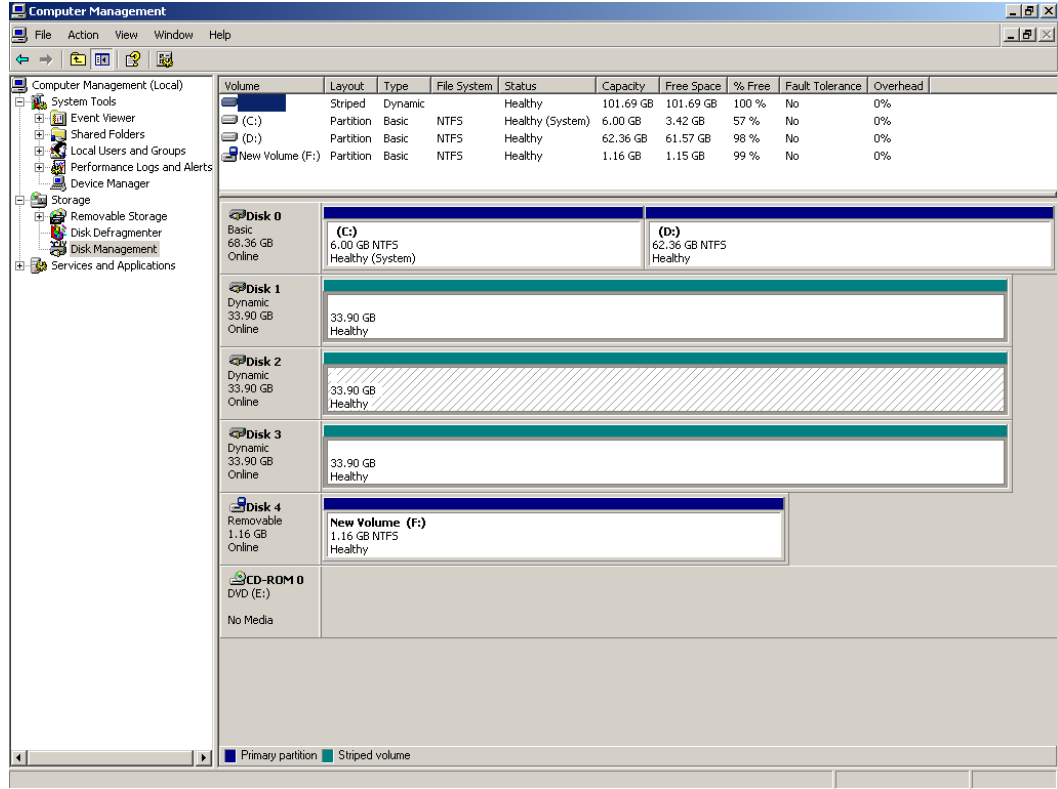 Computer Management
File Action View Window Help
Computer Management (Local)
System Tools
Event Viewer
Shared Folders
Local Users and Groups
Performance Logs and Alerts
Device Manager
Storage
Removable Storage
Disk Defragmenter
Disk Management
Services and Applications
Volume Layout Type File System Status Capacity Free Space % Free Fault Tolerance Overhead
Striped Dynamic Healthy 101.69 GB 101.69 GB 100 % No 0%
(C:) Partition Basic NTFS Healthy (System) 6.00 GB 3.42 GB 57 % No 0%
(D:) Partition Basic NTFS Healthy 62.36 GB 61.57 GB 98 % No 0%
New Volume (F:) Partition Basic NTFS Healthy 1.16 GB 1.15 GB 99 % No 0%
Disk 0
Basic
68.36 GB
Online
(C:)
6.00 GB NTFS
Healthy (System)
(D:)
62.36 GB NTFS
Healthy
Disk 1
Dynamic
33.90 GB
Online
33.90 GB
Healthy
Disk 2
Dynamic
33.90 GB
Online
33.90 GB
Healthy
Disk 3
Dynamic
33.90 GB
Online
33.90 GB
Healthy
Disk 4
Removable
1.16 GB
Online
New Volume (F:)
1.16 GB NTFS
Healthy
CD-ROM 0
DVD (E:)
No Media
Primary partition Striped volume